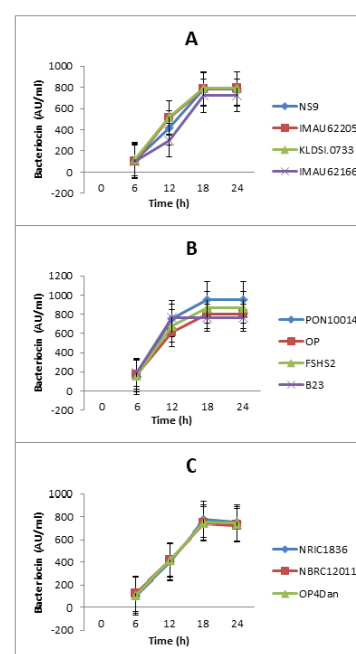 A
Bacteriocin (AU/ml)
1000
800
600
400
200
0
-200
0 6 12 18 24
Time (h)
NS9
IMAU62205
KLDSI.0733
IMAU62166
B
Bacteriocin (AU/ml)
1200
1000
800
600
400
200
0
-200
0 6 12 18 24
Time (h)
PON10014
OP
FSHS2
B23
C
Bacteriocin (AU/ml)
1000
800
600
400
200
0
-200
0 6 12 18 24
Time (h)
NRIC1836
NBRC12011
OP4Dan